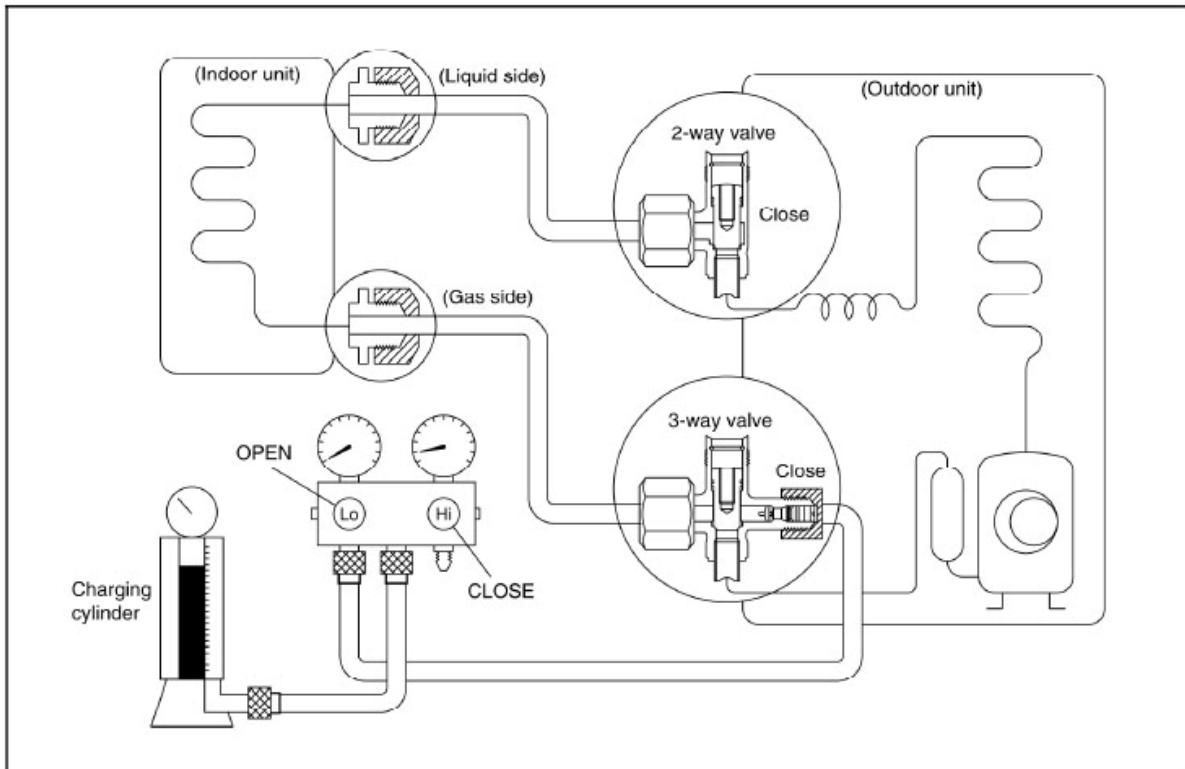 (Indoor unit)
(Liquid side)
(Outdoor unit)
2-way valve
Close
(Gas side)
3-way valve
Close
OPEN
Lo
Hi
CLOSE
Charging
cylinder